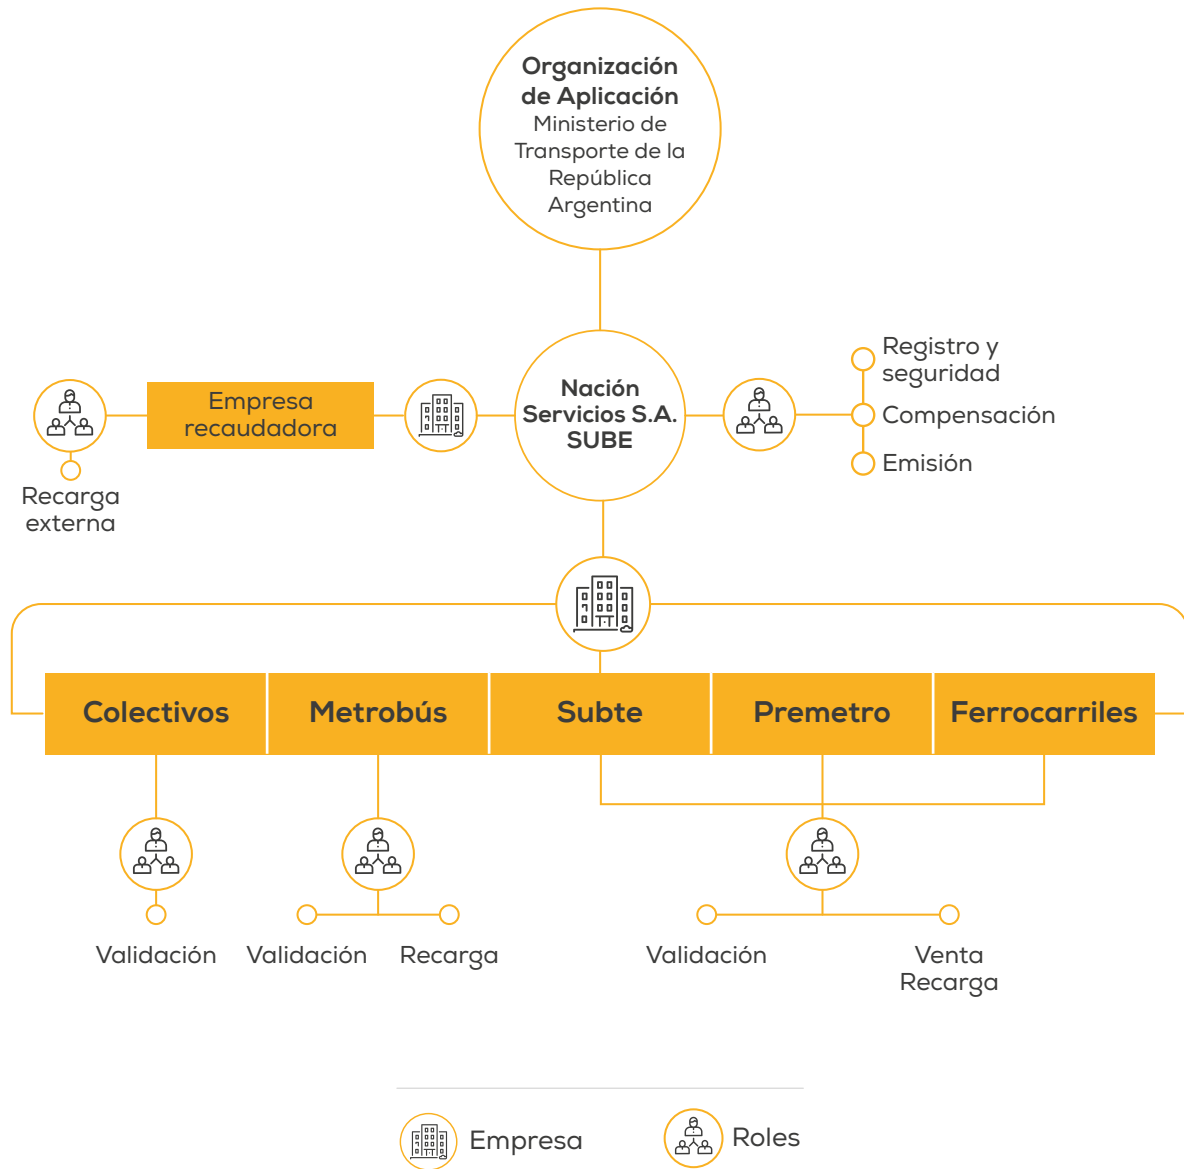 Organización
de Aplicación
Ministerio de
Transporte de la
República
Argentina
Nación
Servicios S.A.
SUBE
Empresa
recaudadora
Recarga
externa
Registro y
seguridad
Compensación
Emisión
Colectivos
Metrobús
Subte
Premetro
Ferrocarriles
Validación
Validación
Recarga
Validación
Venta
Recarga
Empresa
Roles